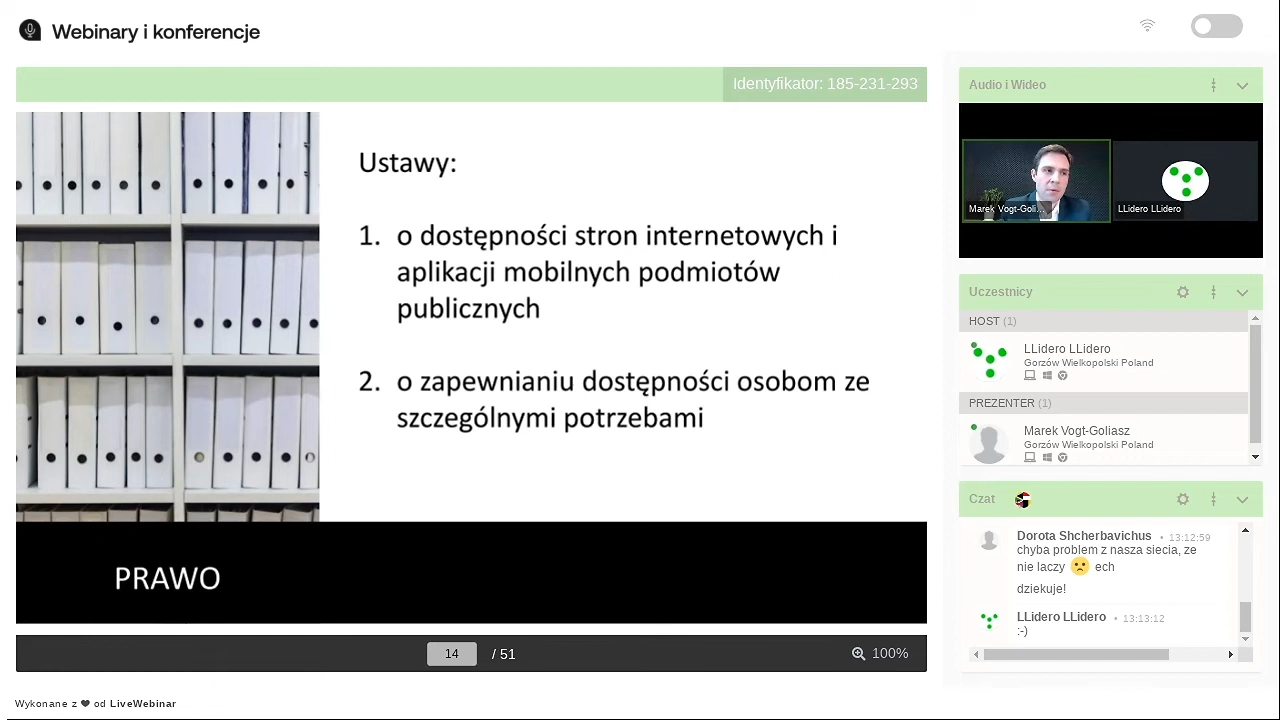 Webinary i konferencje
Identyfikator: 185-231-293
Ustawy:
1. o dostępności stron internetowych i
aplikacji mobilnych podmiotów
publicznych
2. o zapewnianiu dostępności osobom ze
szczególnymi potrzebami
PRAWO
14 / 51
100%
Audio i Wideo
Marek Vogt-Goli...
LLidero LLidero
Uczestnicy
HOST (1)
LLidero LLidero
Gorzów Wielkopolski Poland
PREZENTER (1)
Marek Vogt-Goliasz
Gorzów Wielkopolski Poland
Czat
Dorota Shcherbavichus • 13:12:59
chyba problem z nasza siecia, ze
nie laczy 🙁 ech
dziekuje!
LLidero LLidero • 13:13:12
:-)
Wykonane z ❤ od LiveWebinar